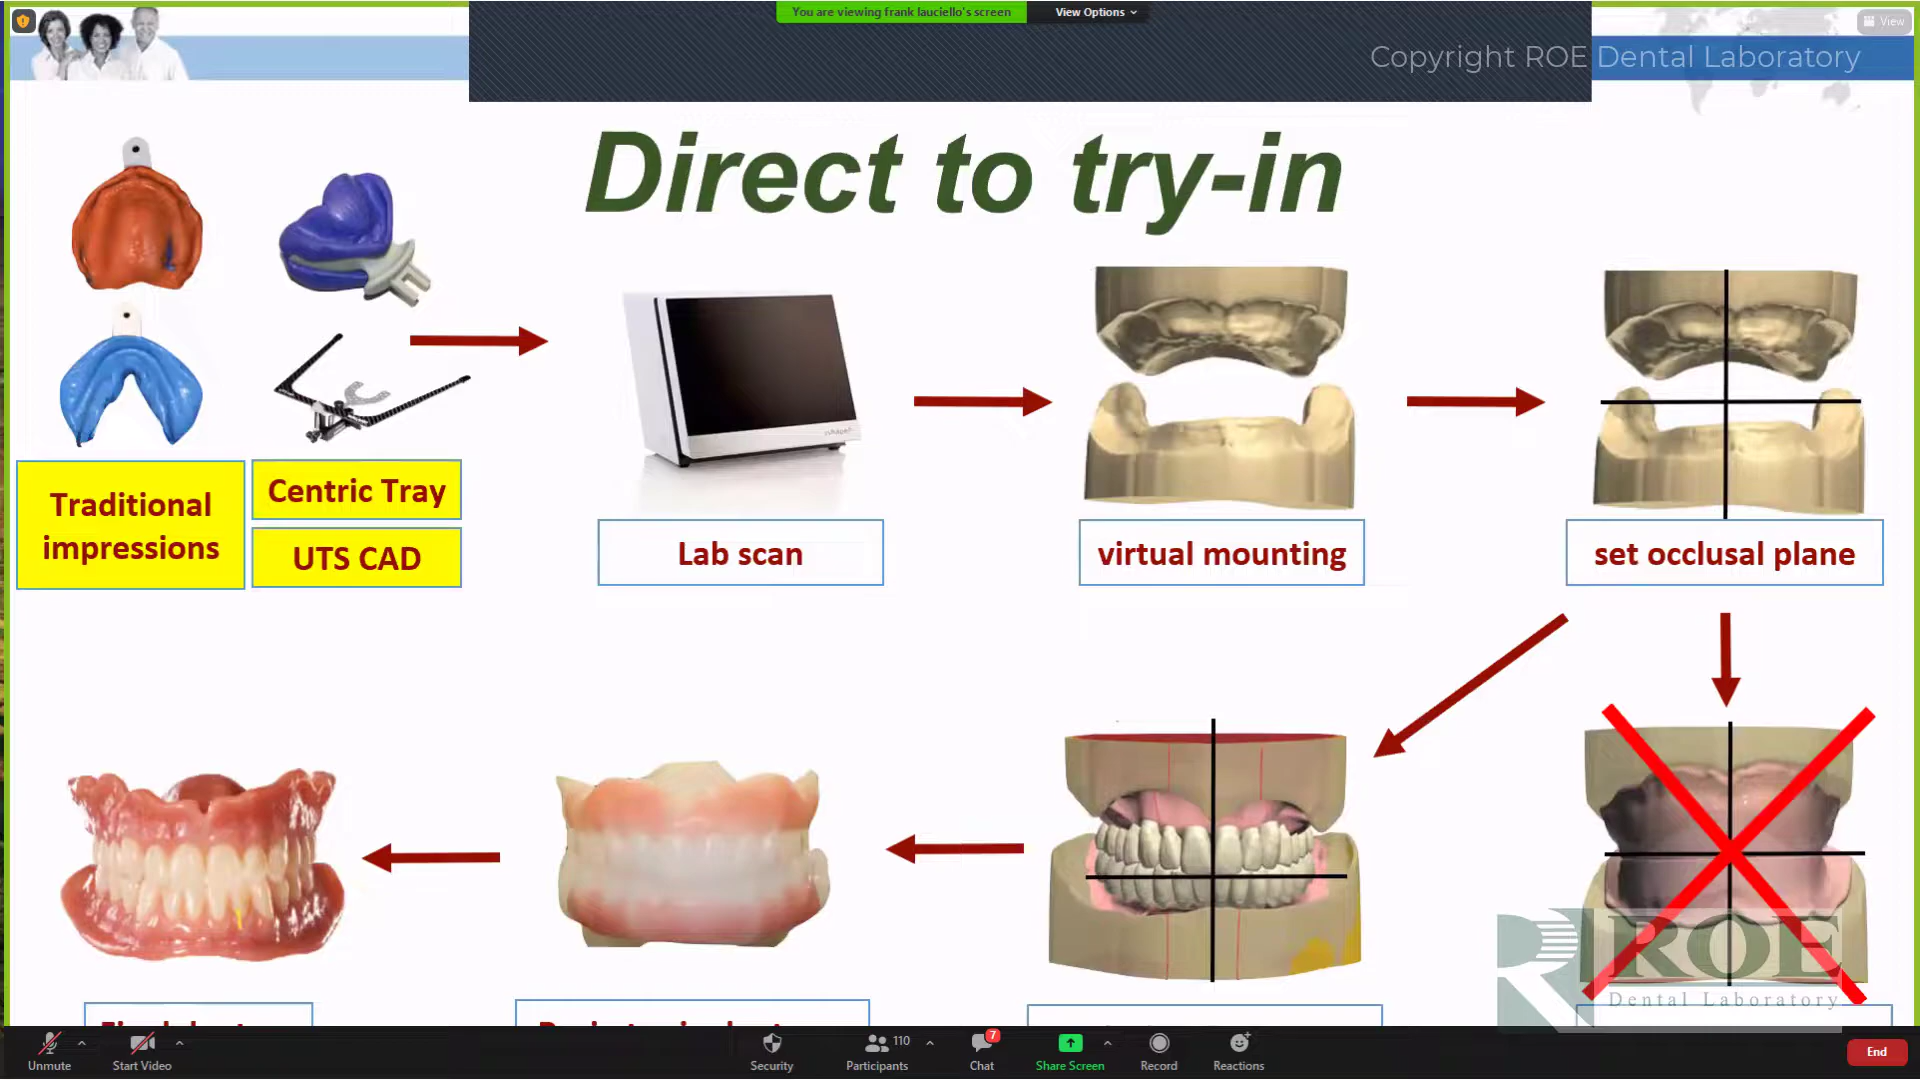 You are viewing frank lauciello's screen
View Options
View
Copyright ROE Dental Laboratory
Direct to try-in
Traditional
impressions
Centric Tray
UTS CAD
Lab scan
virtual mounting
set occlusal plane
ROE
Dental Laboratory
Unmute
Start Video
Security
110
Participants
7
Chat
Share Screen
Record
Reactions
End